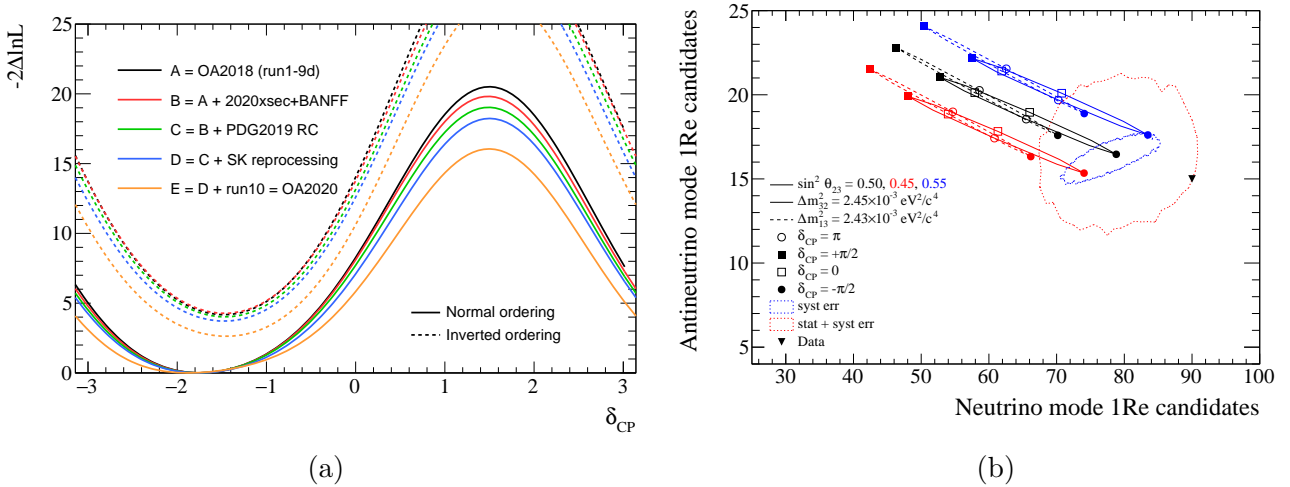 -2ΔlnL
25
20
15
10
5
0
A = OA2018 (run1-9d)
B = A + 2020xsec+BANFF
C = B + PDG2019 RC
D = C + SK reprocessing
E = D + run10 = OA2020
Normal ordering
Inverted ordering
−3 −2 −1 0 1 2 3
δCP
(a)
Antineutrino mode 1Re candidates
25
20
15
10
5
sin² θ23 = 0.50, 0.45, 0.55
Δm²32 = 2.45×10⁻³ eV²/c⁴
Δm²13 = 2.43×10⁻³ eV²/c⁴
δCP = π
δCP = +π/2
δCP = 0
δCP = -π/2
syst err
stat + syst err
Data
30 40 50 60 70 80 90 100
Neutrino mode 1Re candidates
(b)